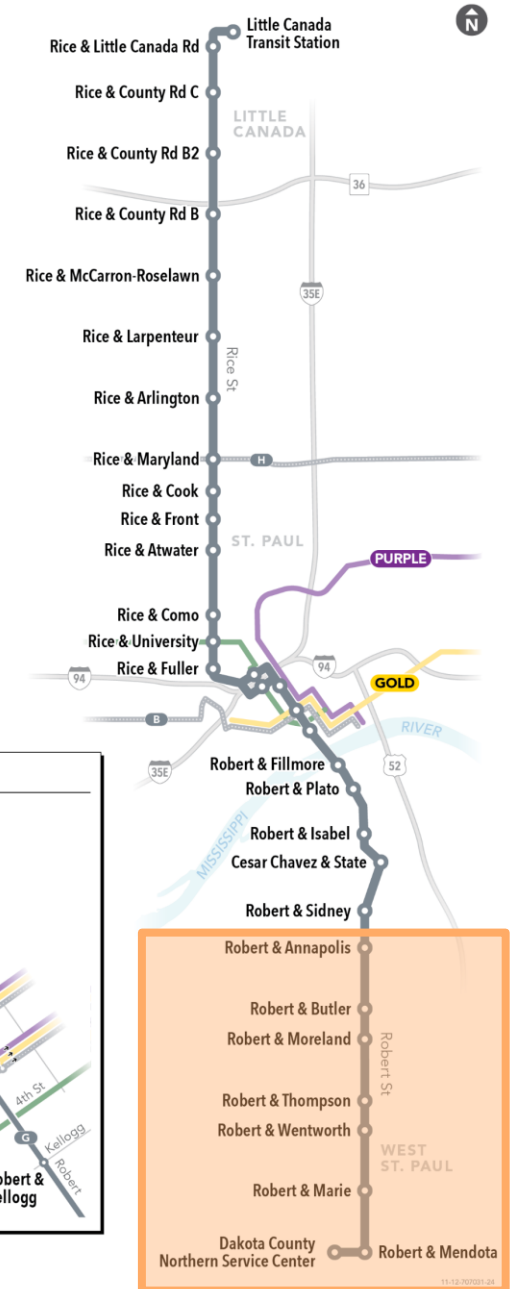 N
Little Canada
Transit Station
Rice & Little Canada Rd
Rice & County Rd C
LITTLE
CANADA
Rice & County Rd B2
36
Rice & County Rd B
Rice & McCarron-Roselawn
35E
Rice & Larpenteur
Rice St
Rice & Arlington
Rice & Maryland
H
Rice & Cook
Rice & Front
ST. PAUL
Rice & Atwater
PURPLE
Rice & Como
Rice & University
Rice & Fuller
94
94
GOLD
B
RIVER
35E
52
Robert & Fillmore
Robert & Plato
MISSISSIPPI
Robert & Isabel
Cesar Chavez & State
Robert & Sidney
Robert & Annapolis
Robert & Butler
Robert & Moreland
Robert St
Robert & Thompson
Robert & Wentworth
WEST
ST. PAUL
Robert & Marie
Dakota County
Northern Service Center
Robert & Mendota
11-12-707031-24
4th St
G
Kellogg
Robert
obert &
ellogg